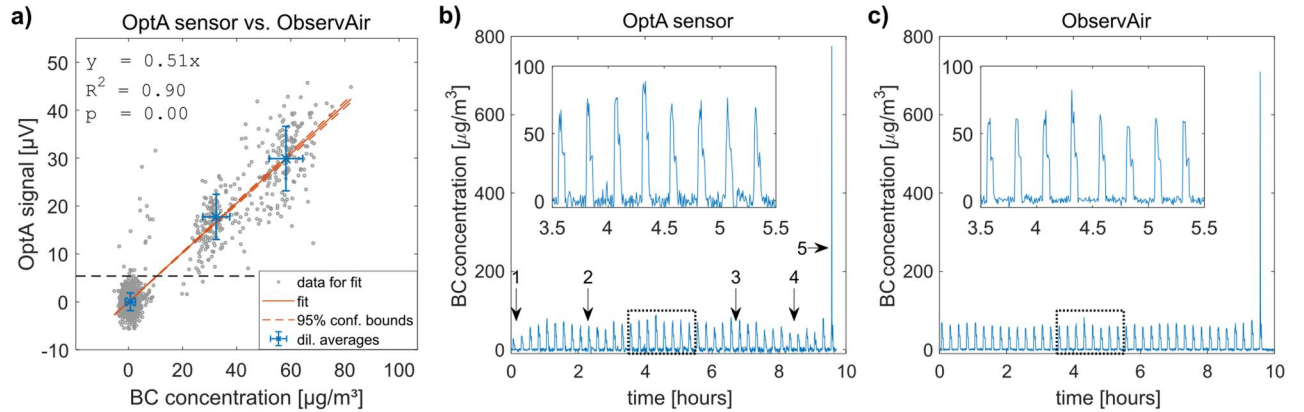 a)
OptA sensor vs. ObservAir
y = 0.51x
R² = 0.90
p = 0.00
OptA signal [µV]
50
40
30
20
10
0
-10
0
20
40
60
80
100
BC concentration [µg/m³]
data for fit
fit
95% conf. bounds
dil. averages
b)
OptA sensor
BC concentration [µg/m³]
800
600
400
200
0
100
50
0
3.5
4
4.5
5
5.5
1
2
3
4
5
0
2
4
6
8
10
time [hours]
c)
ObservAir
BC concentration [µg/m³]
800
600
400
200
0
100
50
0
3.5
4
4.5
5
5.5
0
2
4
6
8
10
time [hours]